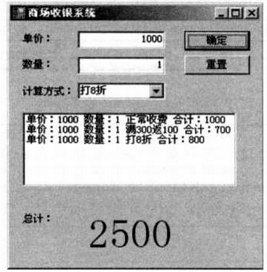 商场收银系统
单价： 1000 确定
数量： 1 重置
计算方式： 打8折
单价：1000 数量：1 正常收费 合计：1000
单价：1000 数量：1 满300返100 合计：700
单价：1000 数量：1 打8折 合计：800
总计：
2500